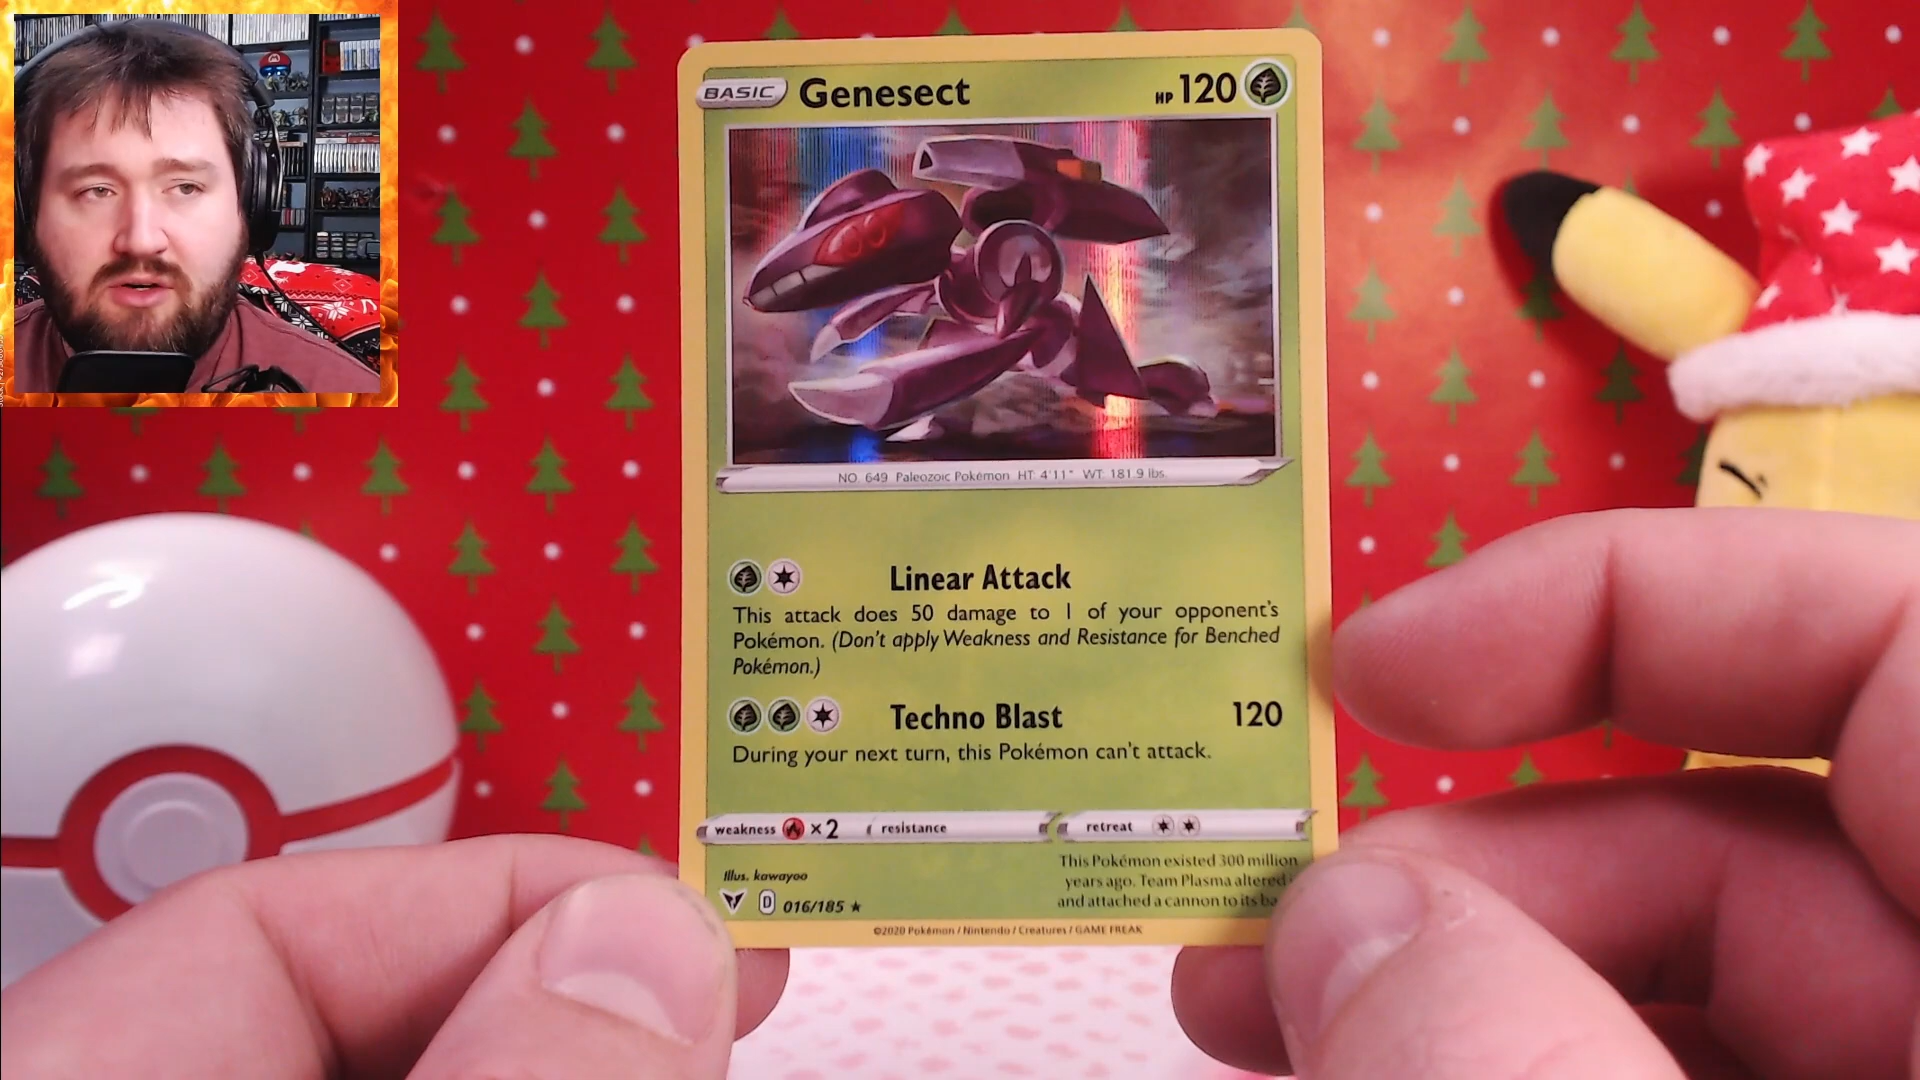 BASIC Genesect HP 120
NO. 649 Paleozoic Pokémon HT: 4'11" WT: 181.9 lbs.
Linear Attack
This attack does 50 damage to 1 of your opponent's
Pokémon. (Don't apply Weakness and Resistance for Benched
Pokémon.)
Techno Blast 120
During your next turn, this Pokémon can't attack.
weakness ×2 resistance retreat
Illus. kawayoo
This Pokémon existed 300 million
years ago. Team Plasma altered
and attached a cannon to its
D 016/185 ★
©2020 Pokémon / Nintendo / Creatures / GAME FREAK